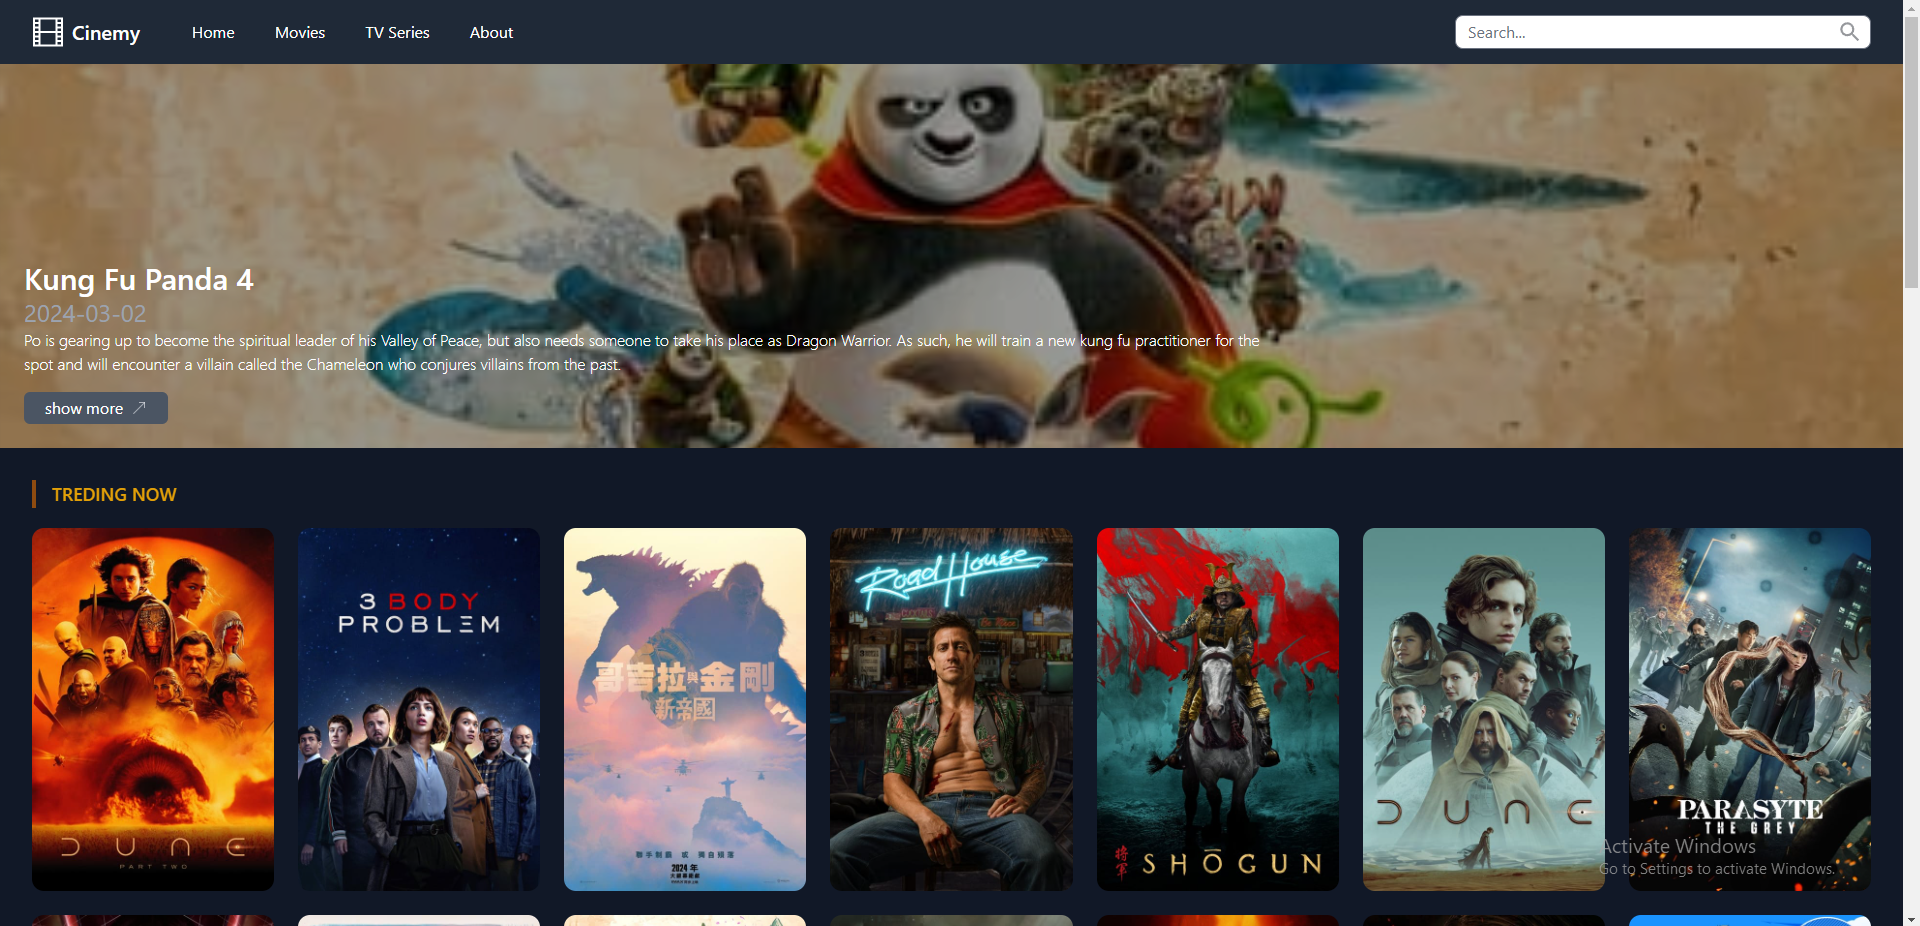 Cinemy
Home
Movies
TV Series
About
Search...
Kung Fu Panda 4
2024-03-02
Po is gearing up to become the spiritual leader of his Valley of Peace, but also needs someone to take his place as Dragon Warrior. As such, he will train a new kung fu practitioner for the
spot and will encounter a villain called the Chameleon who conjures villains from the past.
show more
TREDING NOW
DUNE
PART TWO
3 BODY
PROBLEM
哥吉拉與金剛
新帝國
2024 年
Road House
SHŌGUN
將軍
DUNE
PARASYTE
THE GREY
Activate Windows
Go to Settings to activate Windows.